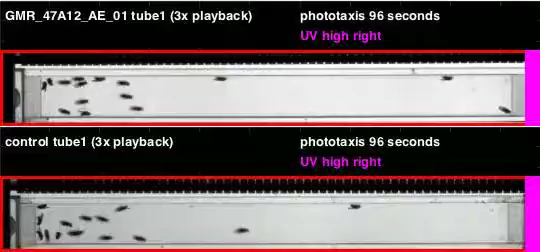 GMR_47A12_AE_01 tube1 (3x playback) phototaxis 96 seconds
UV high right
control tube1 (3x playback) phototaxis 96 seconds
UV high right